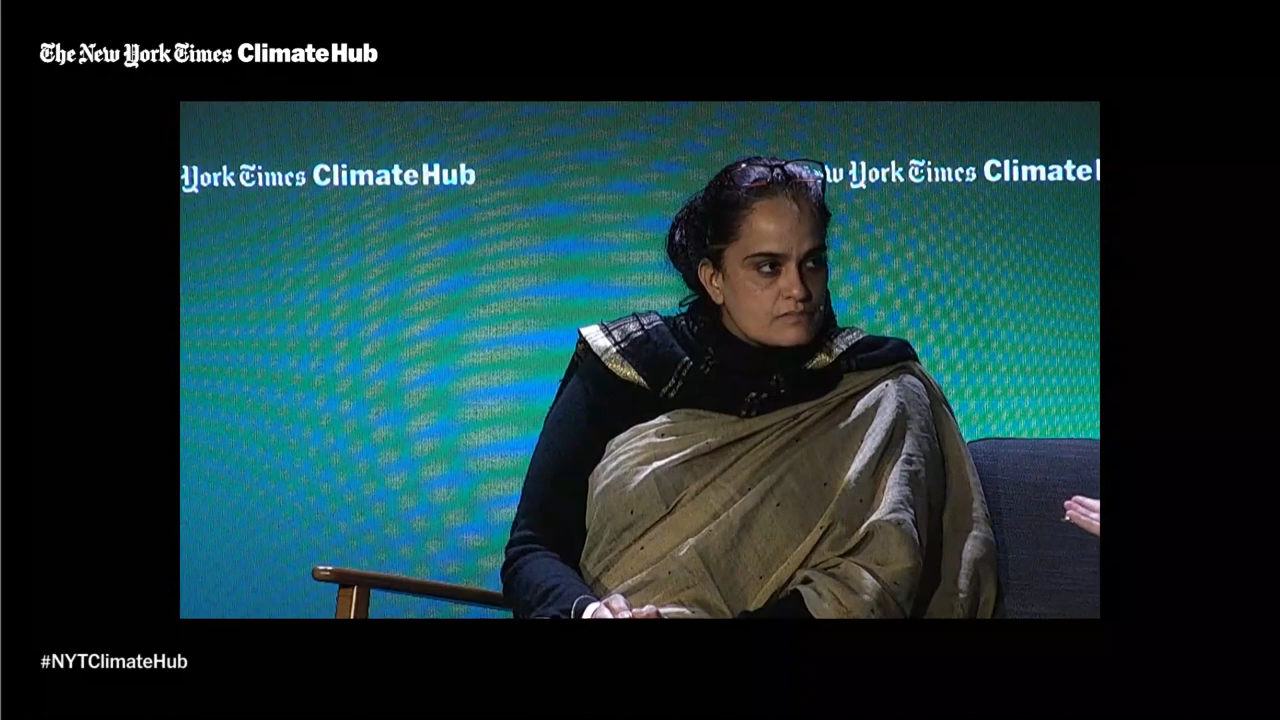 The New York Times Climate Hub
York Times Climate Hub
w York Times Climate
#NYTClimateHub